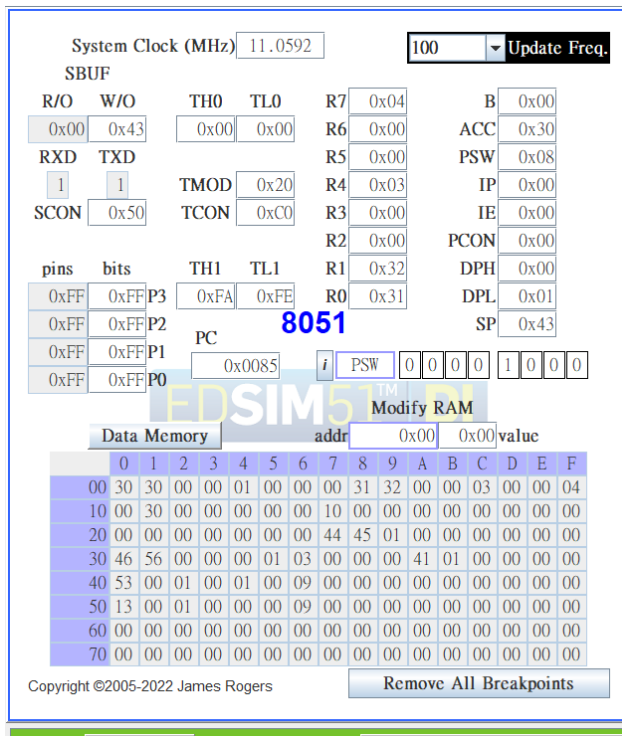 System Clock (MHz) 11.0592 100 Update Freq.
SBUF
R/O W/O TH0 TL0 R7 0x04 B 0x00
0x00 0x43 0x00 0x00 R6 0x00 ACC 0x30
RXD TXD R5 0x00 PSW 0x08
1 1 TMOD 0x20 R4 0x03 IP 0x00
SCON 0x50 TCON 0xC0 R3 0x00 IE 0x00
R2 0x00 PCON 0x00
pins bits TH1 TL1 R1 0x32 DPH 0x00
0xFF 0xFF P3 0xFA 0xFE R0 0x31 DPL 0x01
0xFF 0xFF P2 8051 SP 0x43
0xFF 0xFF P1 PC
0xFF 0xFF P0 0x0085 i PSW 0 0 0 0 1 0 0 0
EDSIM51™ DI
Modify RAM
Data Memory addr 0x00 0x00 value
0 1 2 3 4 5 6 7 8 9 A B C D E F
00 30 30 00 00 01 00 00 00 31 32 00 00 03 00 00 04
10 00 30 00 00 00 00 00 10 00 00 00 00 00 00 00 00
20 00 00 00 00 00 00 00 44 45 01 00 00 00 00 00 00
30 46 56 00 00 00 01 03 00 00 00 41 01 00 00 00 00
40 53 00 01 00 01 00 09 00 00 00 00 00 00 00 00 00
50 13 00 01 00 00 00 09 00 00 00 00 00 00 00 00 00
60 00 00 00 00 00 00 00 00 00 00 00 00 00 00 00 00
70 00 00 00 00 00 00 00 00 00 00 00 00 00 00 00 00
Copyright ©2005-2022 James Rogers Remove All Breakpoints